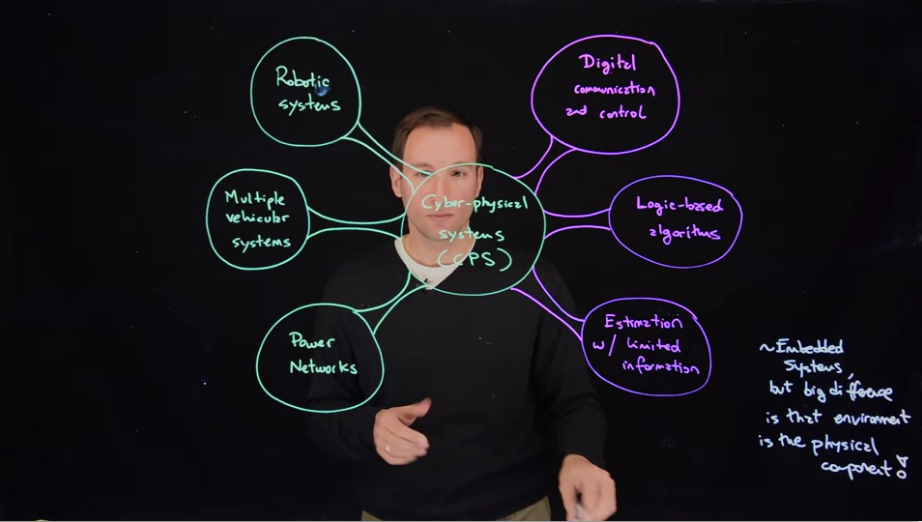 Robotic
systems
Digital
communication
and control
Multiple
vehicular
systems
Cyber-physical
systems
(CPS)
Logic-based
algorithms
Power
Networks
Estimation
w/ limited
information
~Embedded
Systems,
but big difference
is that environment
is the physical
component!